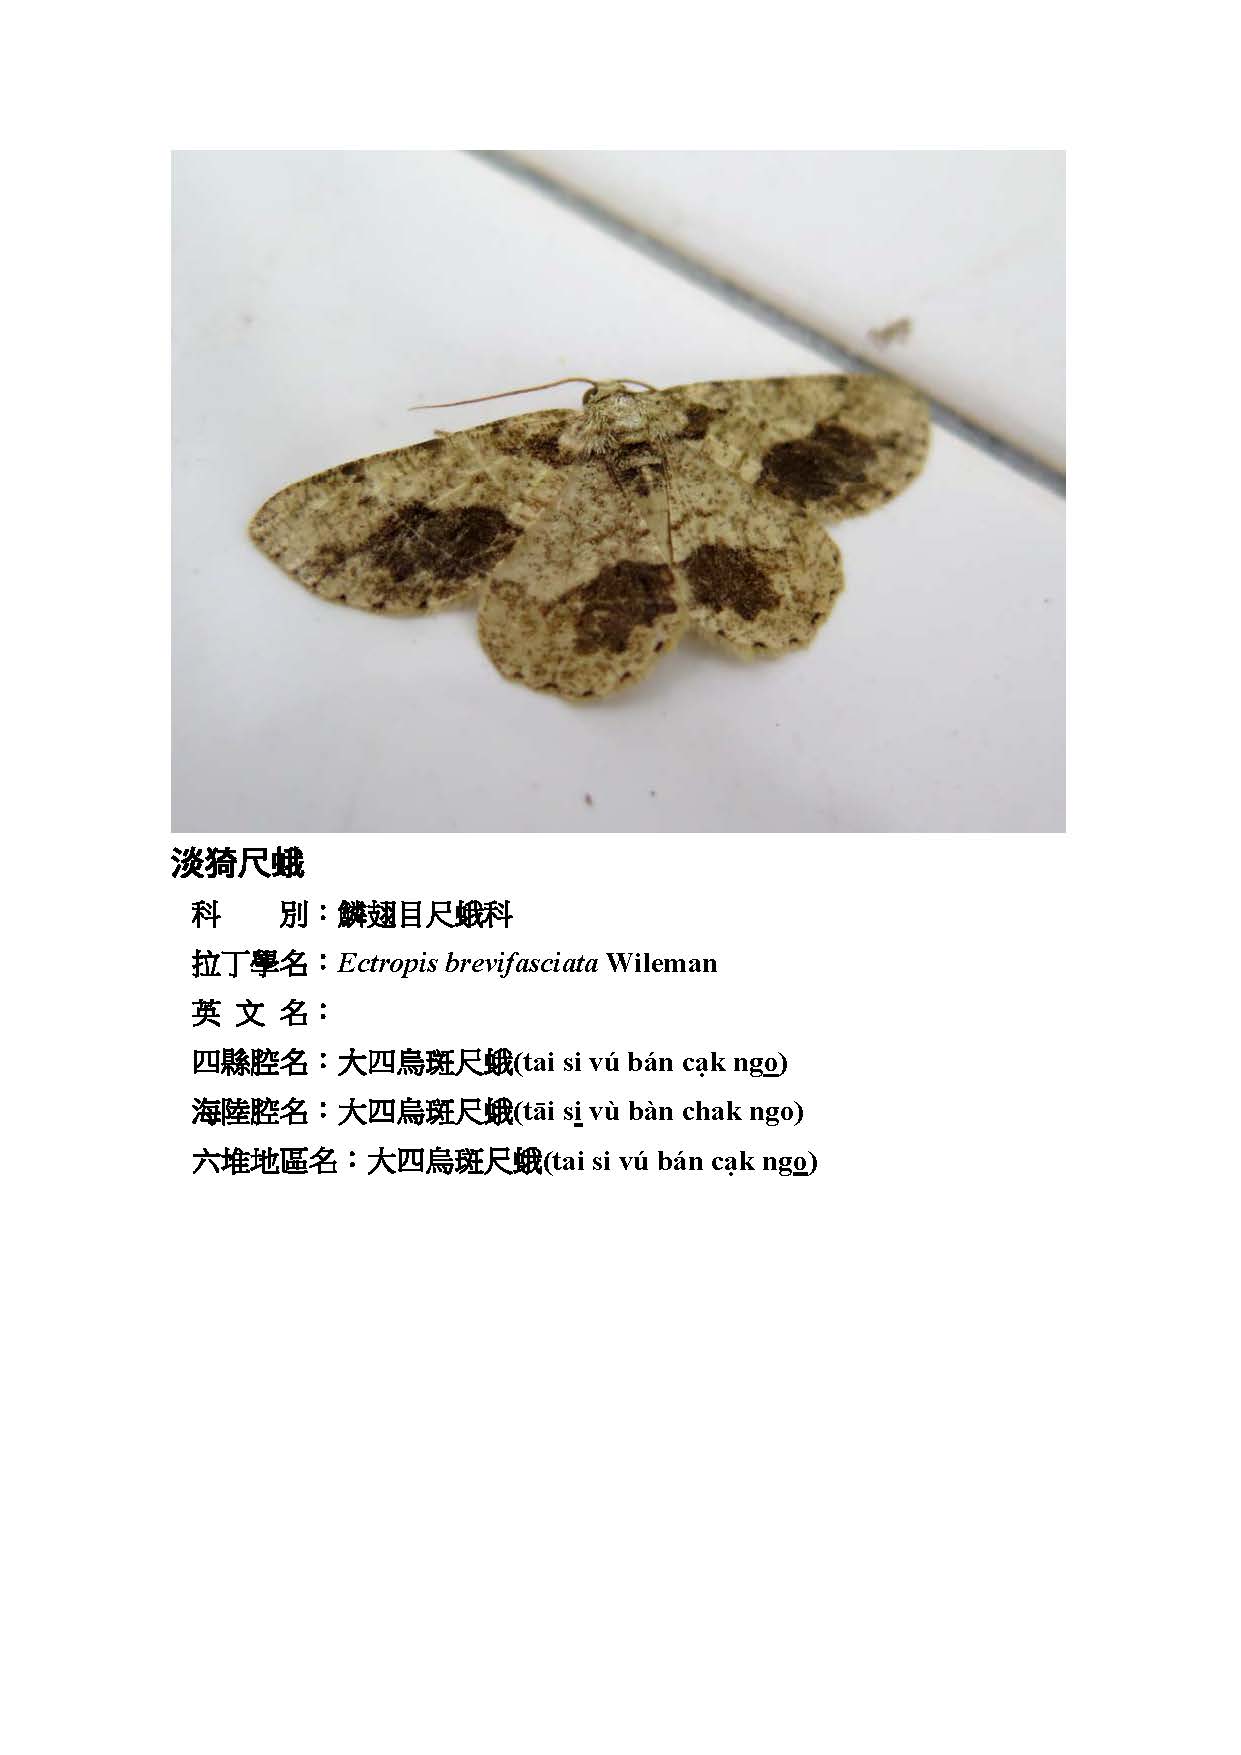 淡猗尺蛾
科　　別：鱗翅目尺蛾科
拉丁學名：Ectropis brevifasciata Wileman
英 文 名：
四縣腔名：大四烏斑尺蛾(tai si vú bán cạk ngo̲)
海陸腔名：大四烏斑尺蛾(tāi si̲ vù bàn chak ngo)
六堆地區名：大四烏斑尺蛾(tai si vú bán cạk ngo̲)